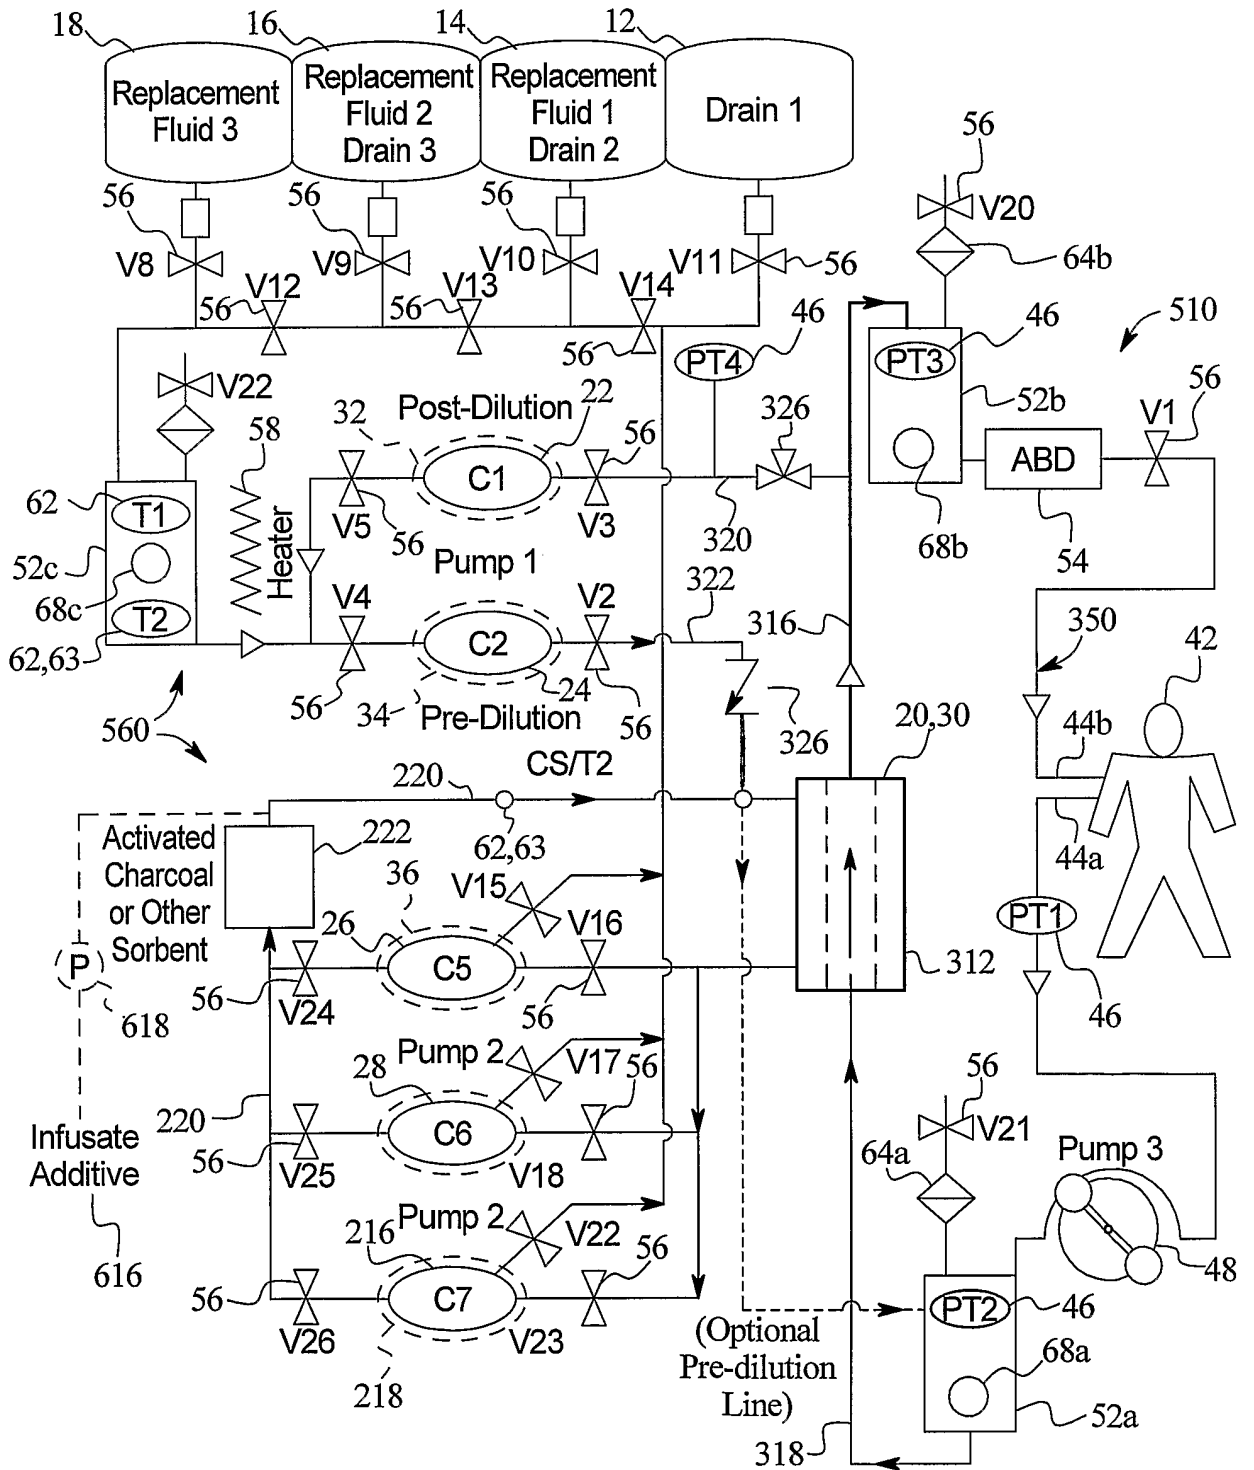 18
16
14
12
Replacement
Fluid 3
Replacement
Fluid 2
Drain 3
Replacement
Fluid 1
Drain 2
Drain 1
56
56
56
56
56
V8
V9
V10
V11
V20
64b
V12
V13
V14
56
56
56
46
46
510
PT4
PT3
V22
Post-Dilution
22
52b
56
V1
58
32
56
326
62
T1
C1
ABD
V5
56
V3
320
68b
54
52c
Heater
Pump 1
68c
T2
V4
V2
322
316
350
42
62,63
C2
56
34
24
56
560
Pre-Dilution
326
20,30
44b
CS/T2
220
44a
Activated
Charcoal
or Other
Sorbent
222
62,63
36
V15
V16
PT1
26
P
C5
312
56
V24
56
46
618
Pump 2
V17
56
28
56
220
V21
Infusate
Additive
C6
64a
Pump 3
56
V25
V18
Pump 2
V22
216
56
616
56
C7
48
V26
V23
PT2
46
218
(Optional
Pre-dilution
Line)
68a
52a
318